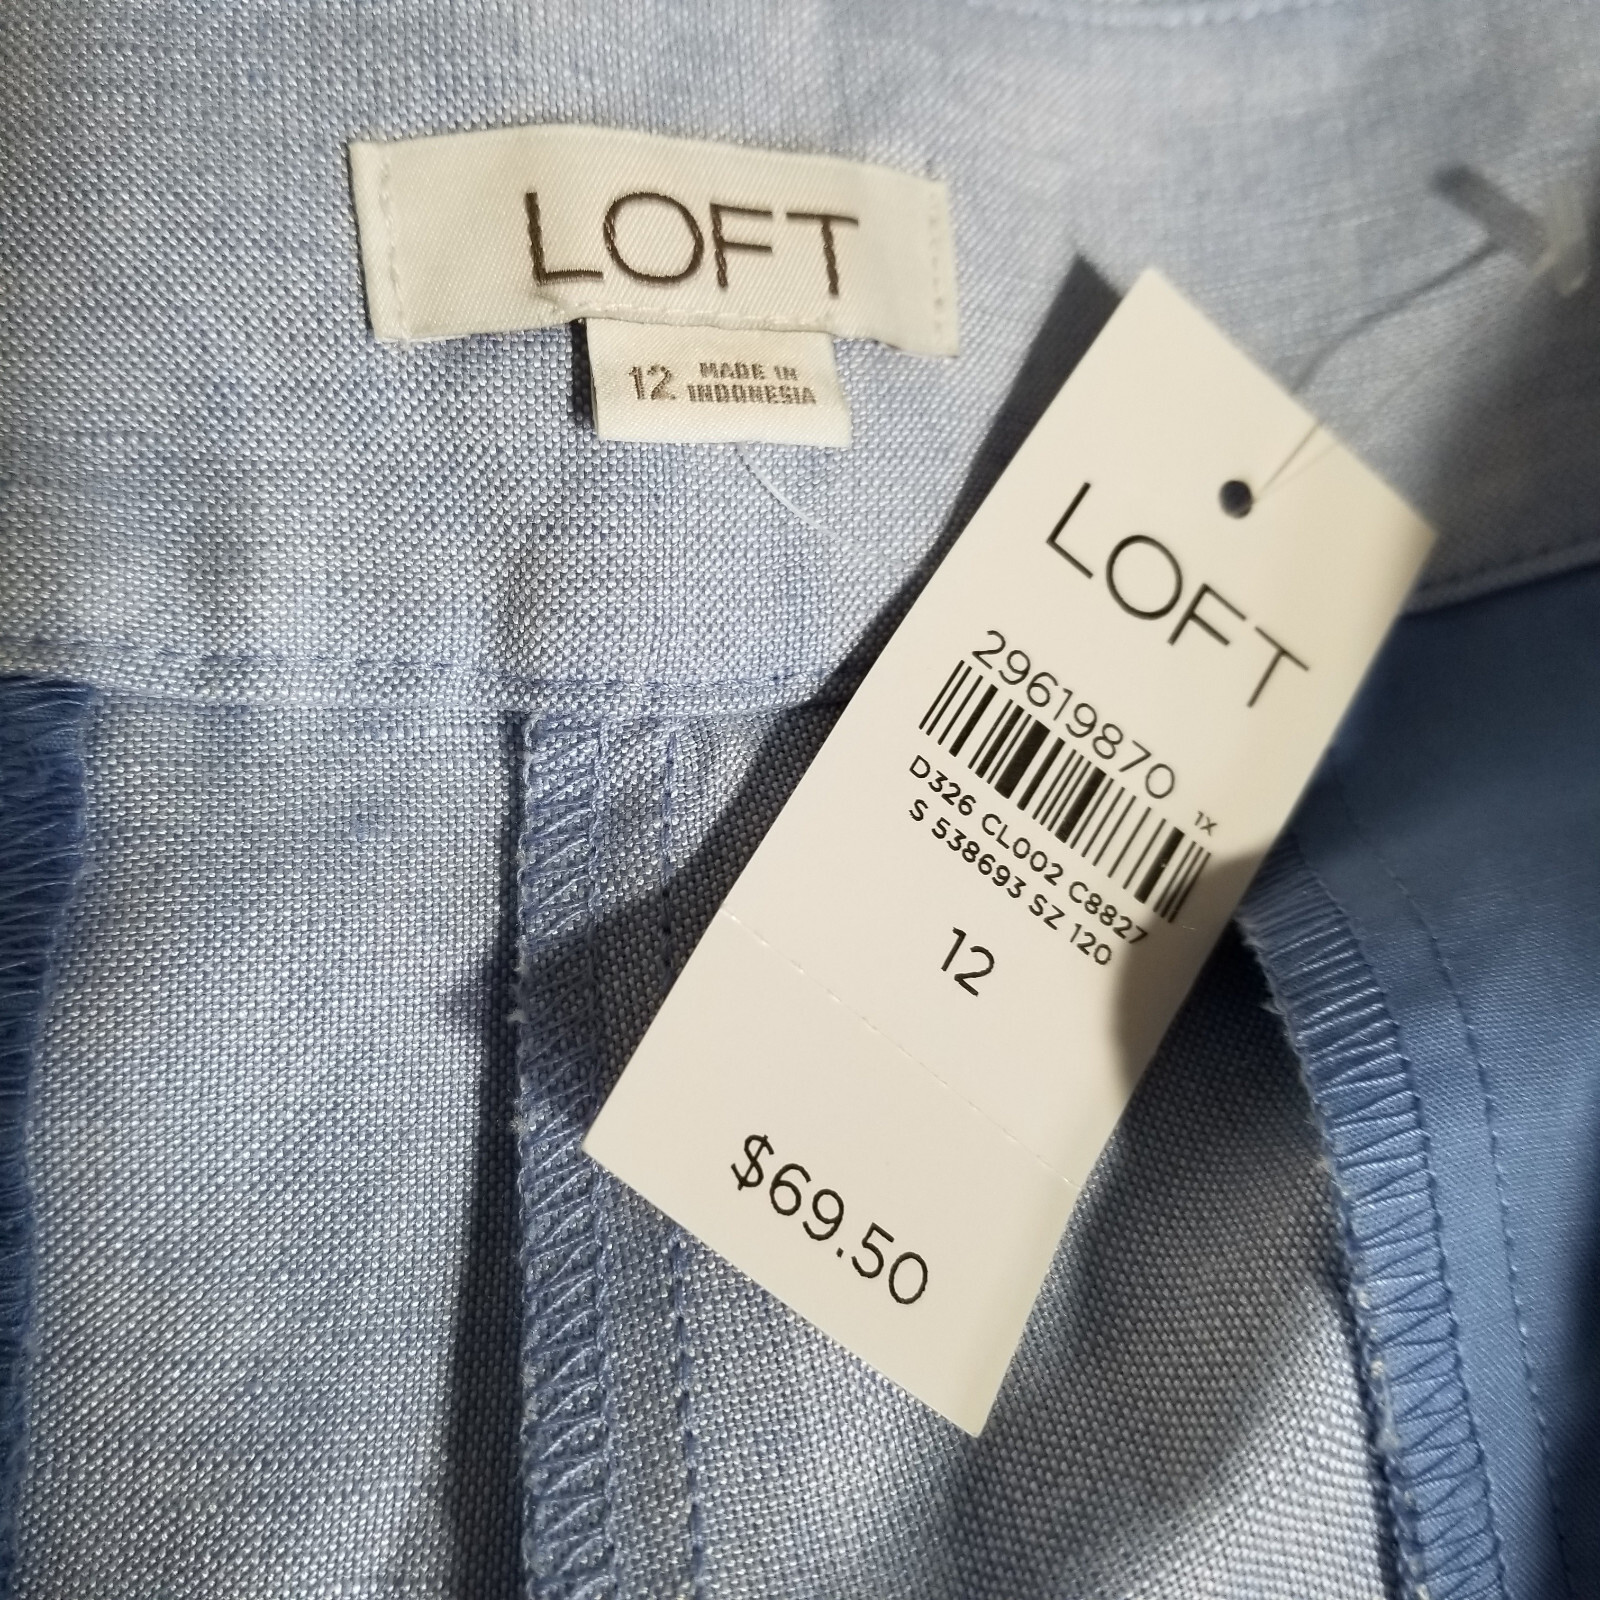 LOFT
12 MADE IN
INDONESIA
LOFT
29619870
1X
D326 CL002 C8827
S 538693 SZ 120
12
$69.50